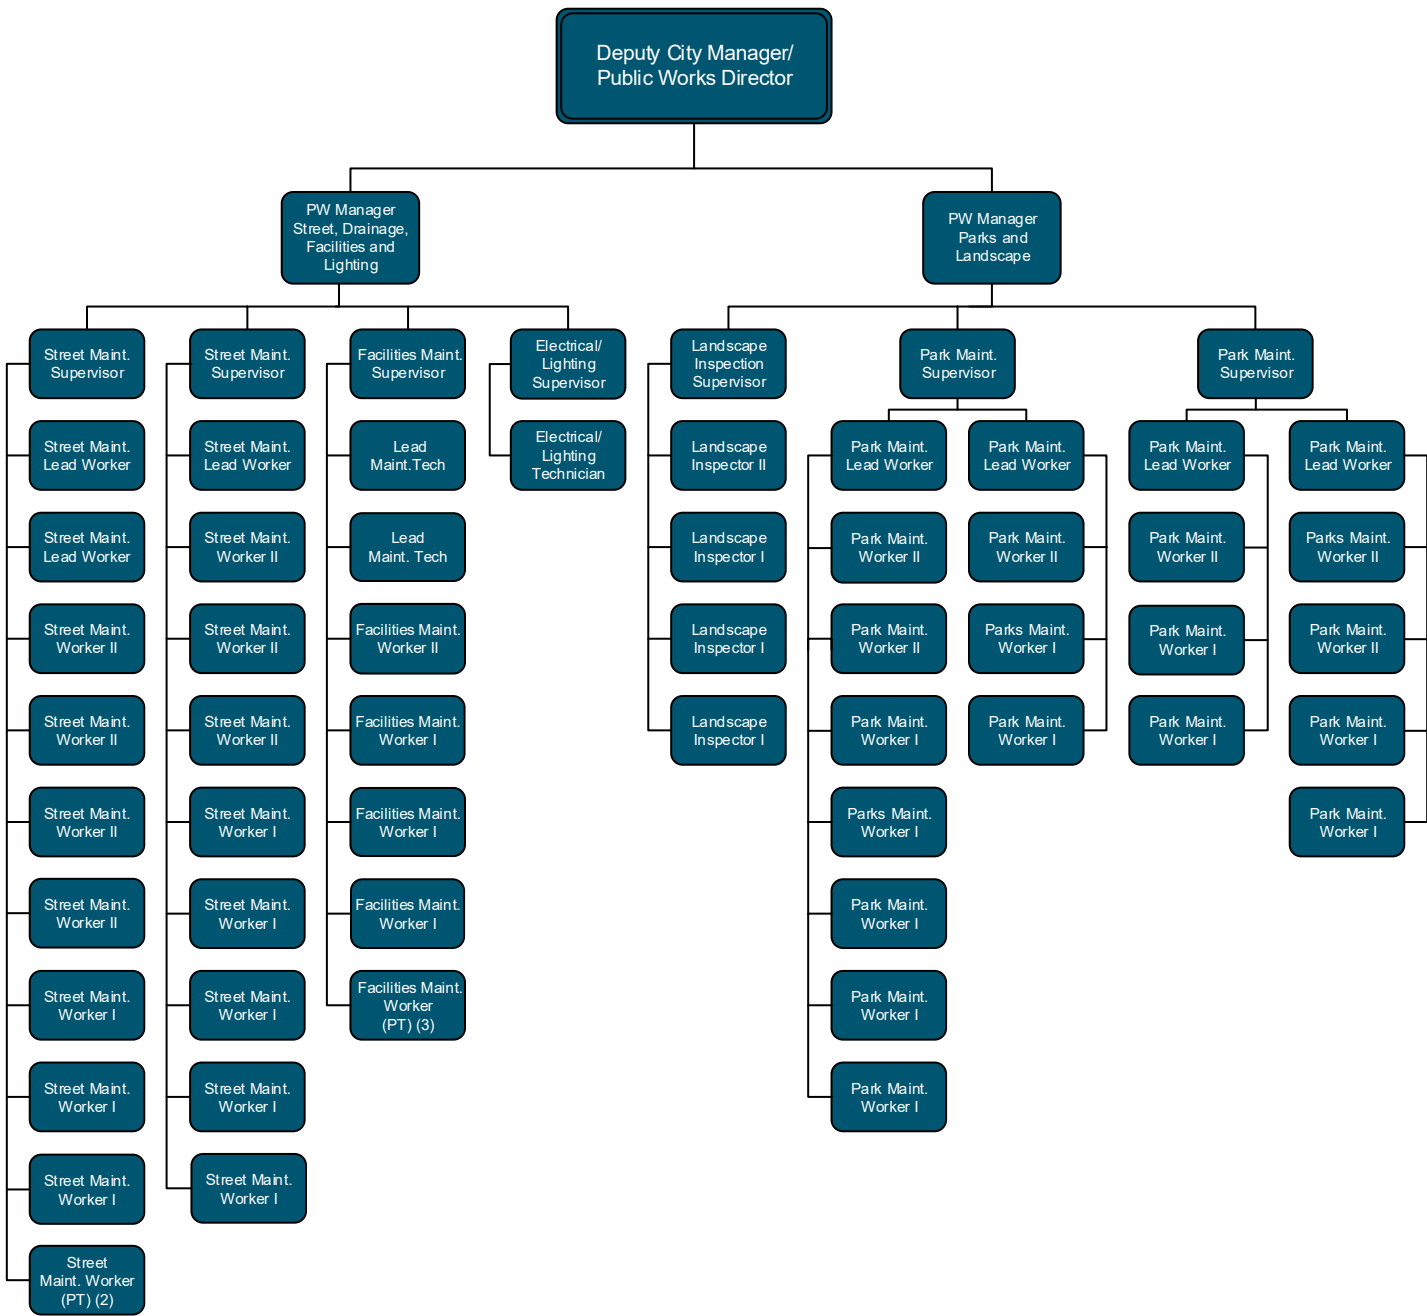 Deputy City Manager/
Public Works Director
PW Manager
Street, Drainage,
Facilities and
Lighting
PW Manager
Parks and
Landscape
Street Maint.
Supervisor
Street Maint.
Lead Worker
Street Maint.
Lead Worker
Street Maint.
Worker II
Street Maint.
Worker II
Street Maint.
Worker II
Street Maint.
Worker II
Street Maint.
Worker I
Street Maint.
Worker I
Street Maint.
Worker I
Street
Maint. Worker
(PT) (2)
Street Maint.
Supervisor
Street Maint.
Lead Worker
Street Maint.
Worker II
Street Maint.
Worker II
Street Maint.
Worker II
Street Maint.
Worker I
Street Maint.
Worker I
Street Maint.
Worker I
Street Maint.
Worker I
Street Maint.
Worker I
Facilities Maint.
Supervisor
Lead
Maint.Tech
Lead
Maint. Tech
Facilities Maint.
Worker II
Facilities Maint.
Worker I
Facilities Maint.
Worker I
Facilities Maint.
Worker I
Facilities Maint.
Worker
(PT) (3)
Electrical/
Lighting
Supervisor
Electrical/
Lighting
Technician
Landscape
Inspection
Supervisor
Landscape
Inspector II
Landscape
Inspector I
Landscape
Inspector I
Landscape
Inspector I
Park Maint.
Supervisor
Park Maint.
Lead Worker
Park Maint.
Worker II
Park Maint.
Worker II
Park Maint.
Worker I
Parks Maint.
Worker I
Park Maint.
Worker I
Park Maint.
Worker I
Park Maint.
Worker I
Park Maint.
Lead Worker
Park Maint.
Worker II
Parks Maint.
Worker I
Park Maint.
Worker I
Park Maint.
Supervisor
Park Maint.
Lead Worker
Park Maint.
Worker II
Park Maint.
Worker I
Park Maint.
Worker I
Park Maint.
Lead Worker
Parks Maint.
Worker II
Park Maint.
Worker II
Park Maint.
Worker I
Park Maint.
Worker I